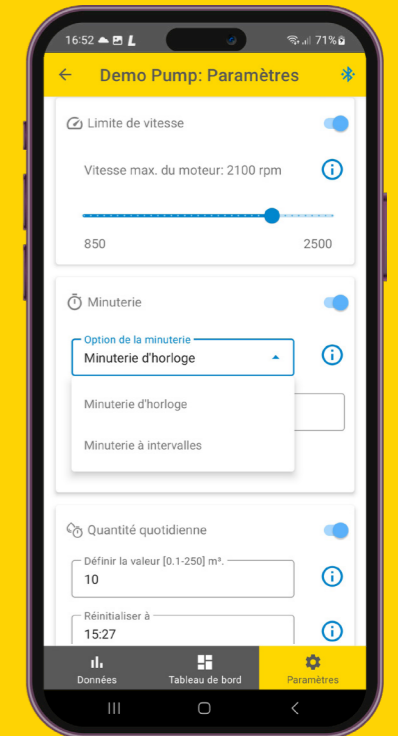 16:52
71%
Demo Pump: Paramètres
Limite de vitesse
Vitesse max. du moteur: 2100 rpm
850
2500
Minuterie
Option de la minuterie
Minuterie d'horloge
Minuterie d'horloge
Minuterie à intervalles
Quantité quotidienne
Définir la valeur [0.1-250] m³.
10
Réinitialiser à
15:27
Données
Tableau de bord
Paramètres